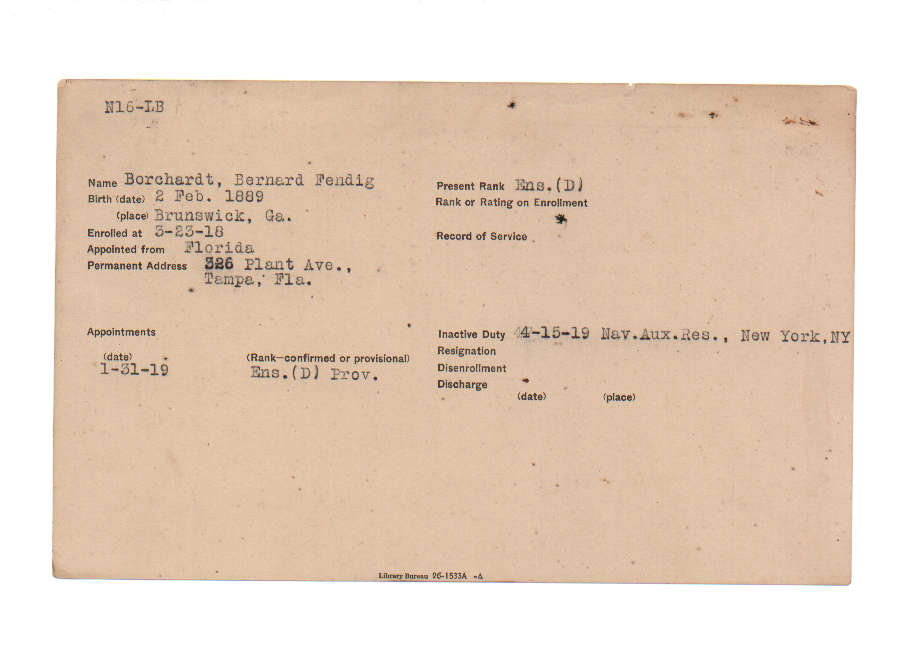 N16-LB
Name Borchardt, Bernard Fendig
Birth (date) 2 Feb. 1889
(place) Brunswick, Ga.
Enrolled at 3-23-18
Appointed from Florida
Permanent Address 326 Plant Ave.,
Tampa, Fla.
Present Rank Ens.(D)
Rank or Rating on Enrollment
Record of Service
Appointments
(date) (Rank—confirmed or provisional)
1-31-19 Ens.(D) Prov.
Inactive Duty 4-15-19 Nav.Aux.Res., New York,NY
Resignation
Disenrollment
Discharge
(date) (place)
Library Bureau 26-1533A